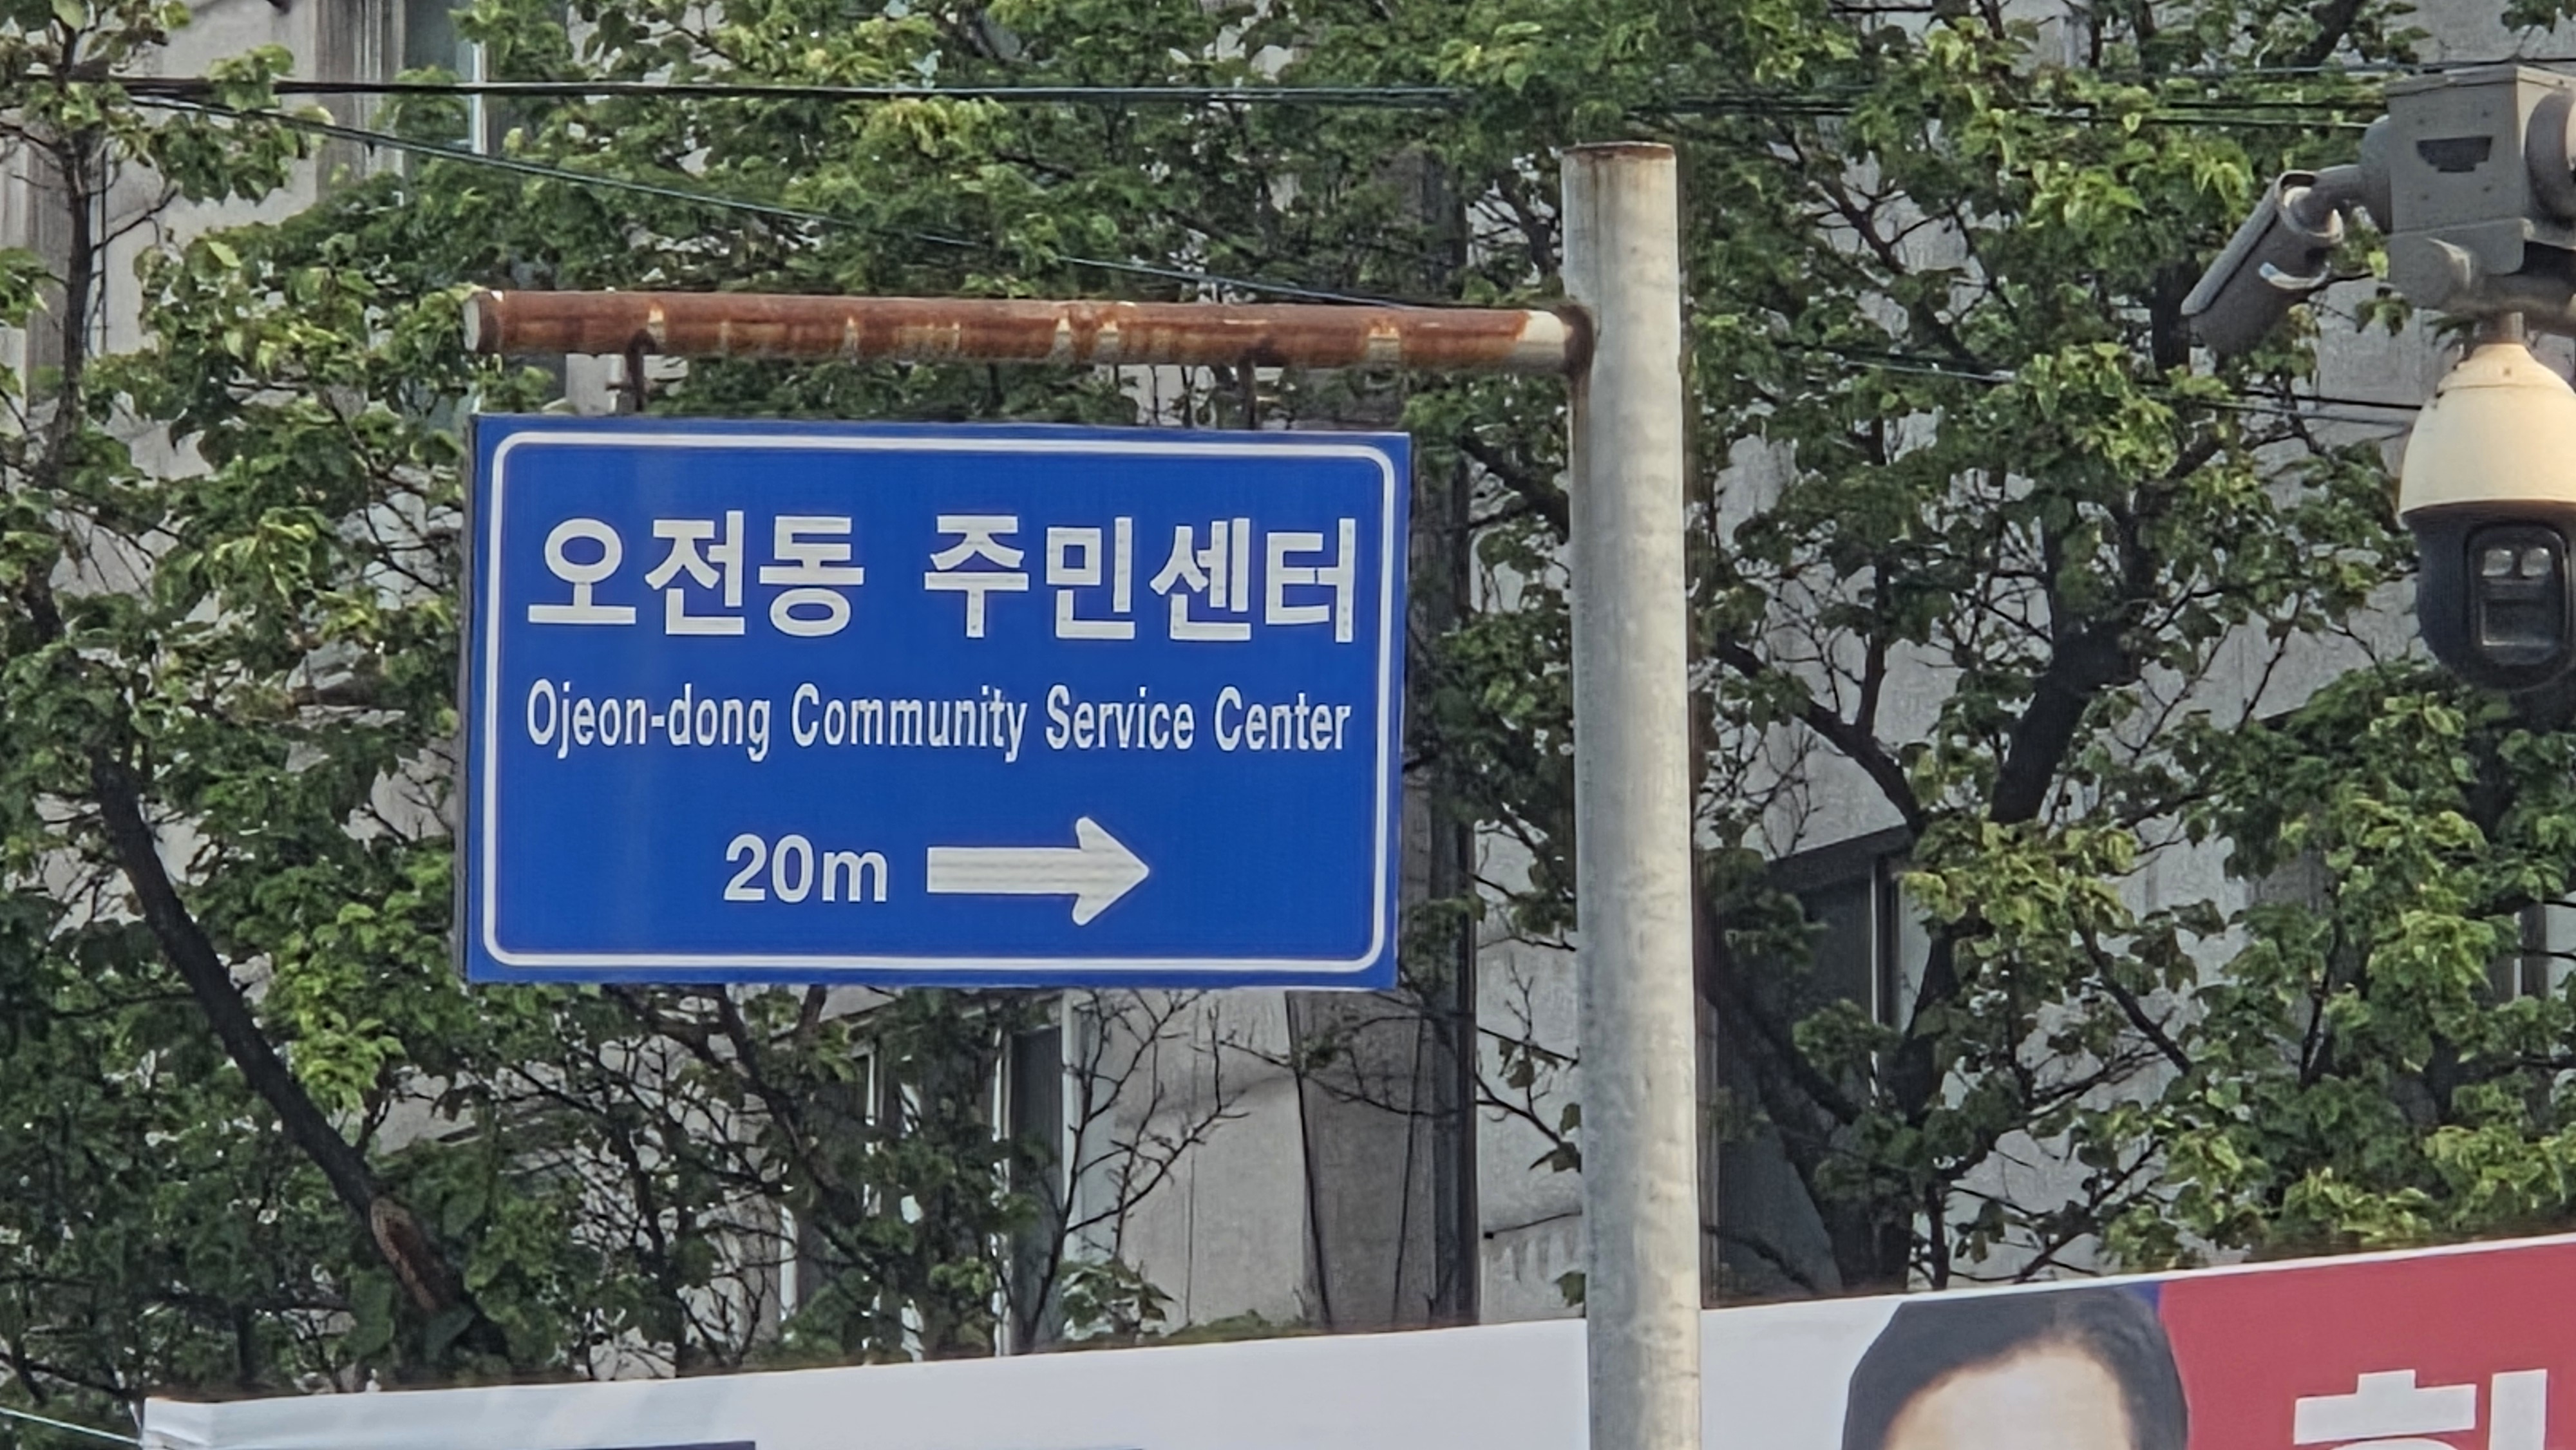 오전동 주민센터
Ojeon-dong Community Service Center
20m